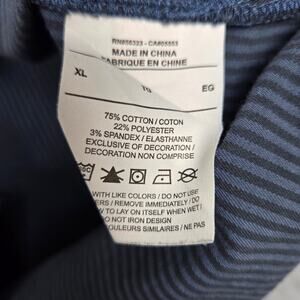 MADE IN CHINA
FABRIQUE EN CHINE
XL EG
75% COTTON / COTON
22% POLYESTER
3% SPANDEX / ELASTHANNE
EXCLUSIVE OF DECORATION /
DECORATION NON COMPRISE
WITH LIKE COLORS / DO NOT USE
/ REMOVE IMMEDIATELY / DO
TO LAY ON ITSELF WHEN WET /
DO NOT IRON DESIGN
COULEURS SIMILAIRES / NE PAS